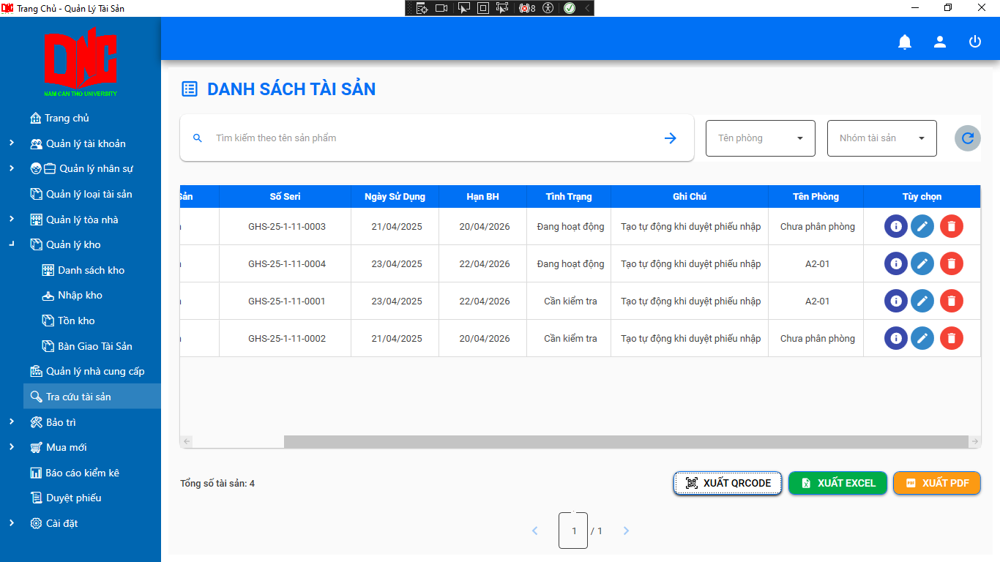 Trang Chủ - Quản Lý Tài Sản
8
DNC
NAM CAN THO UNIVERSITY
Trang chủ
Quản lý tài khoản
Quản lý nhân sự
Quản lý loại tài sản
Quản lý tòa nhà
Quản lý kho
Danh sách kho
Nhập kho
Tồn kho
Bàn Giao Tài Sản
Quản lý nhà cung cấp
Tra cứu tài sản
Bảo trì
Mua mới
Báo cáo kiểm kê
Duyệt phiếu
Cài đặt
DANH SÁCH TÀI SẢN
Tìm kiếm theo tên sản phẩm
Tên phòng
Nhóm tài sản
Sản Số Seri Ngày Sử Dụng Hạn BH Tình Trạng Ghi Chú Tên Phòng Tùy chọn
GHS-25-1-11-0003 21/04/2025 20/04/2026 Đang hoạt động Tạo tự động khi duyệt phiếu nhập Chưa phân phòng
GHS-25-1-11-0004 23/04/2025 22/04/2026 Đang hoạt động Tạo tự động khi duyệt phiếu nhập A2-01
GHS-25-1-11-0001 23/04/2025 22/04/2026 Cần kiểm tra Tạo tự động khi duyệt phiếu nhập A2-01
GHS-25-1-11-0002 21/04/2025 20/04/2026 Cần kiểm tra Tạo tự động khi duyệt phiếu nhập Chưa phân phòng
Tổng số tài sản: 4
XUẤT QRCODE
XUẤT EXCEL
PDF XUẤT PDF
1 / 1